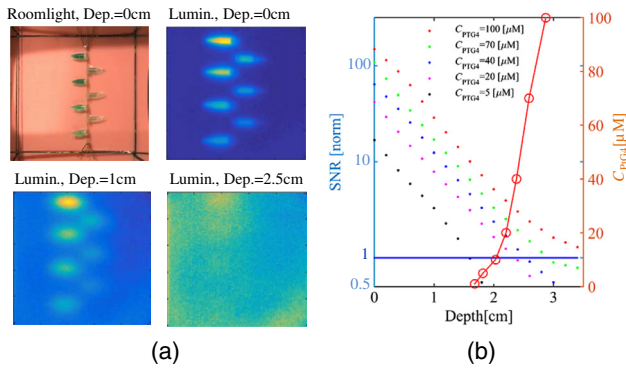 Roomlight, Dep.=0cm
Lumin., Dep.=0cm
Lumin., Dep.=1cm
Lumin., Dep.=2.5cm
(a)
C_PTG4=100 [μM]
C_PTG4=70 [μM]
C_PTG4=40 [μM]
C_PTG4=20 [μM]
C_PTG4=5 [μM]
SNR [norm]
100
10
1
0.5
0
1
2
3
Depth[cm]
100
80
60
40
20
0
C_PtG4[μM]
(b)